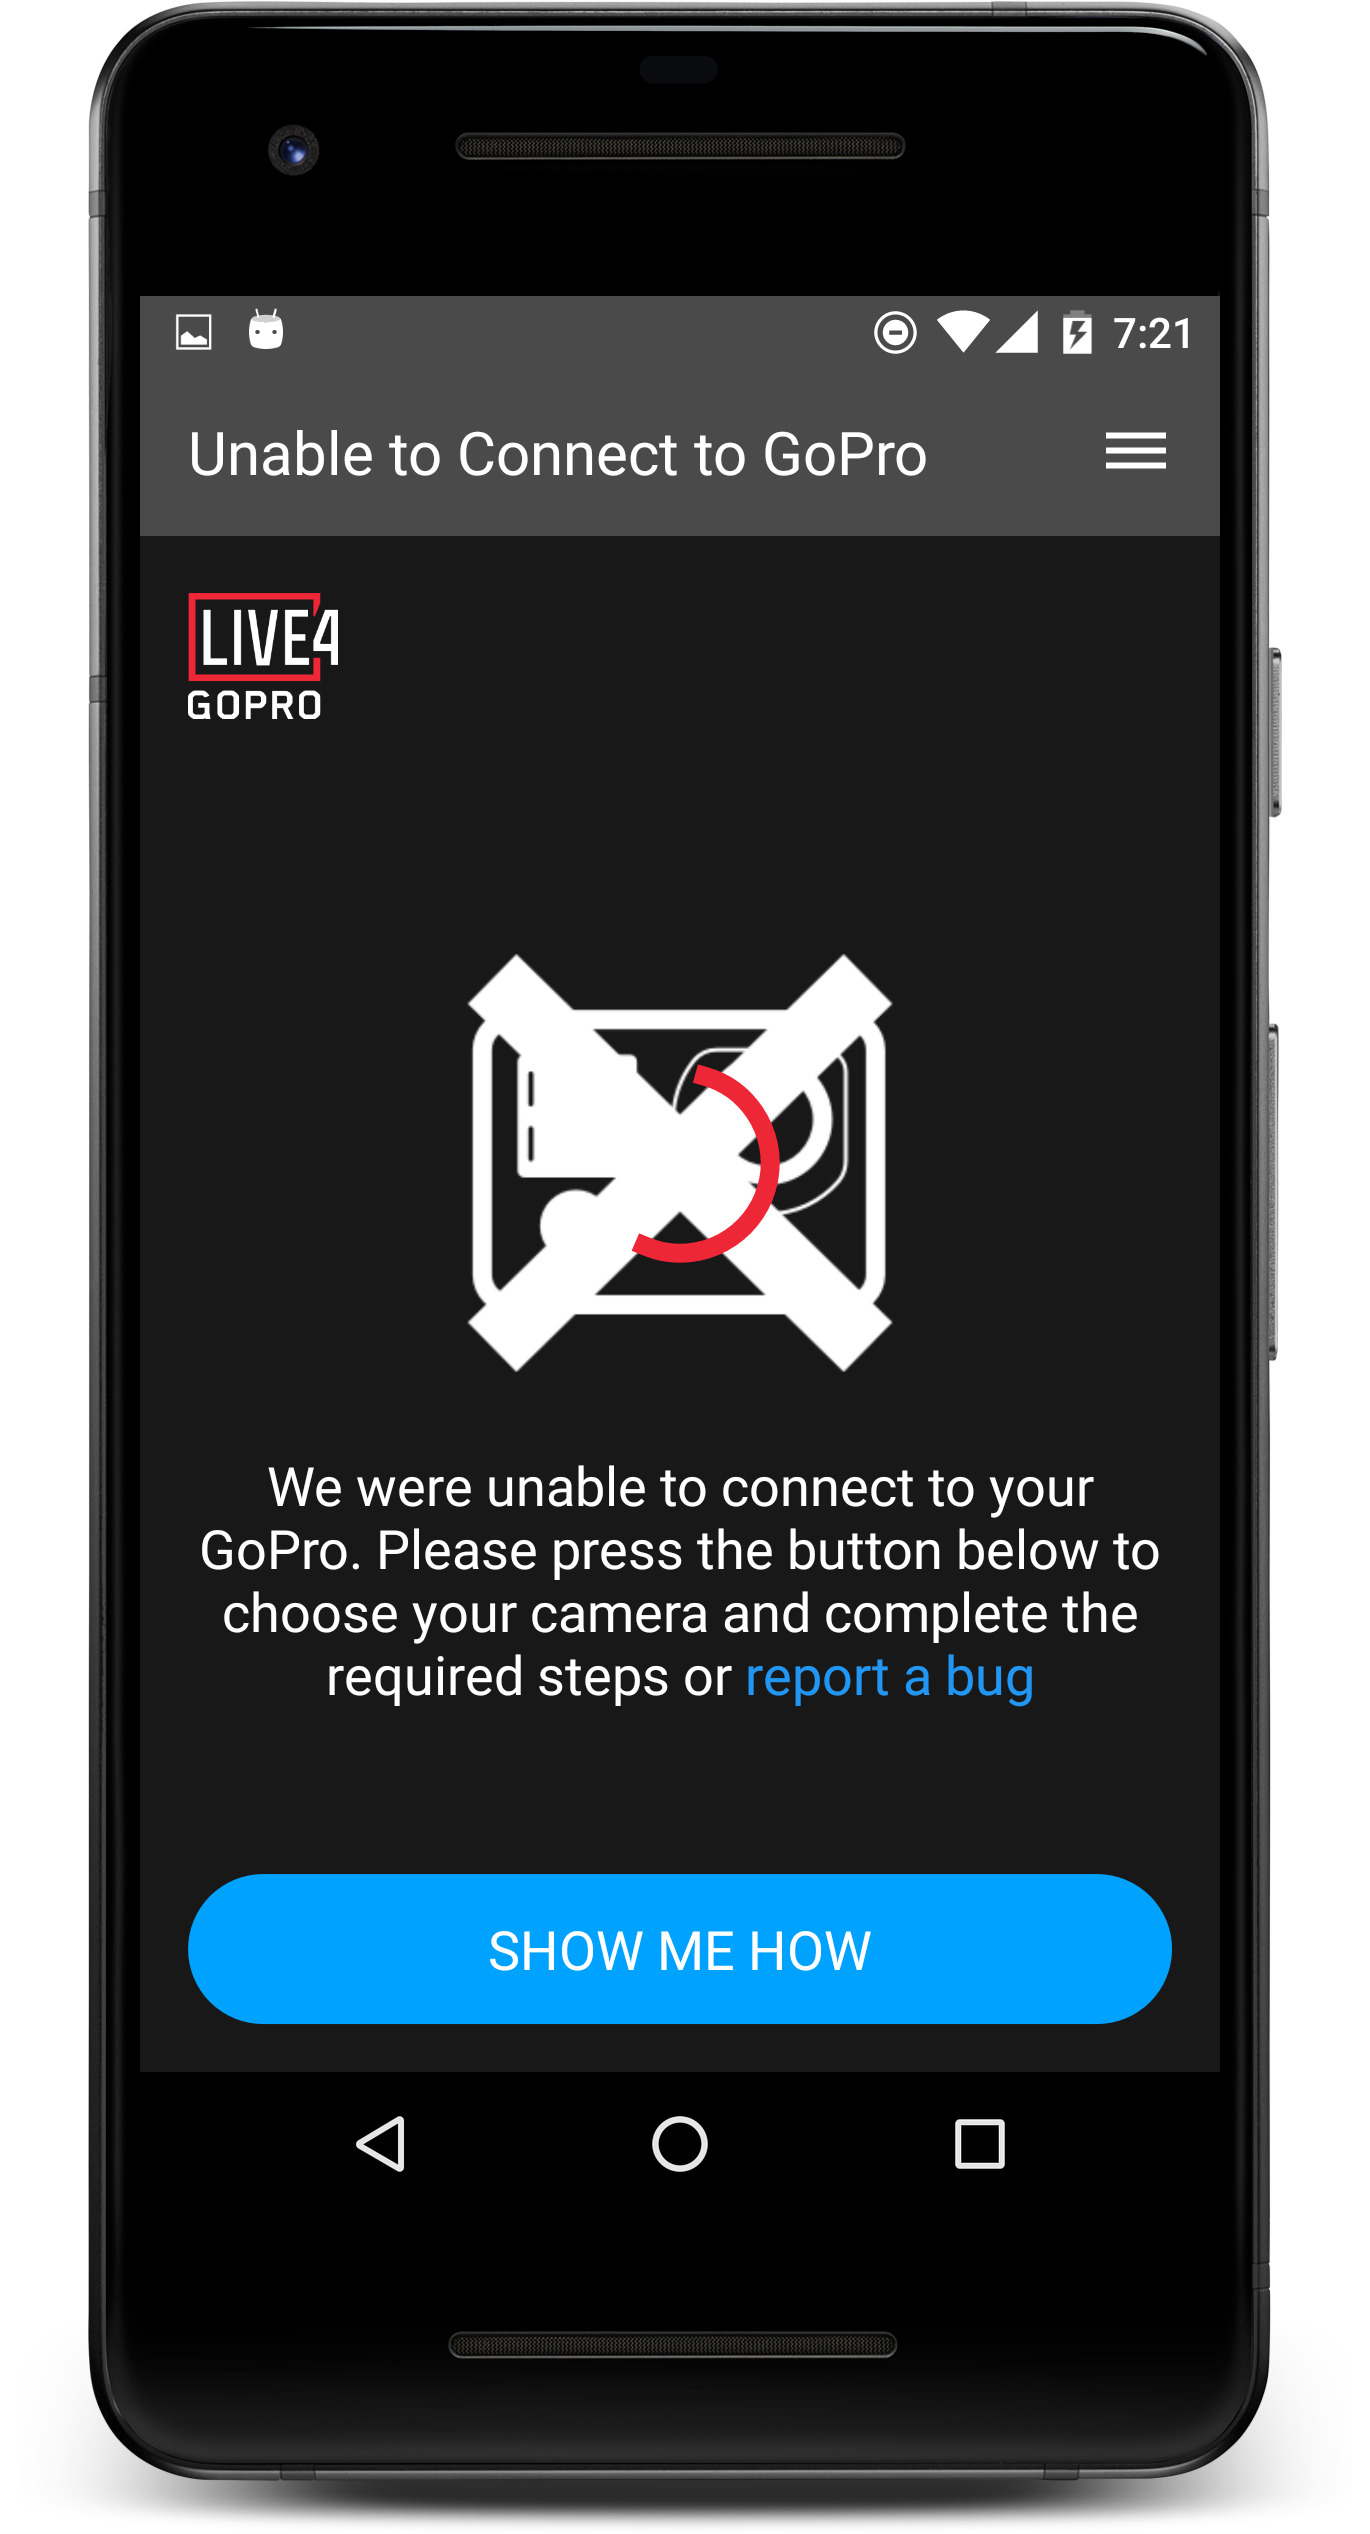 7:21
Unable to Connect to GoPro
LIVE4
GOPRO
We were unable to connect to your
GoPro. Please press the button below to
choose your camera and complete the
required steps or report a bug
SHOW ME HOW